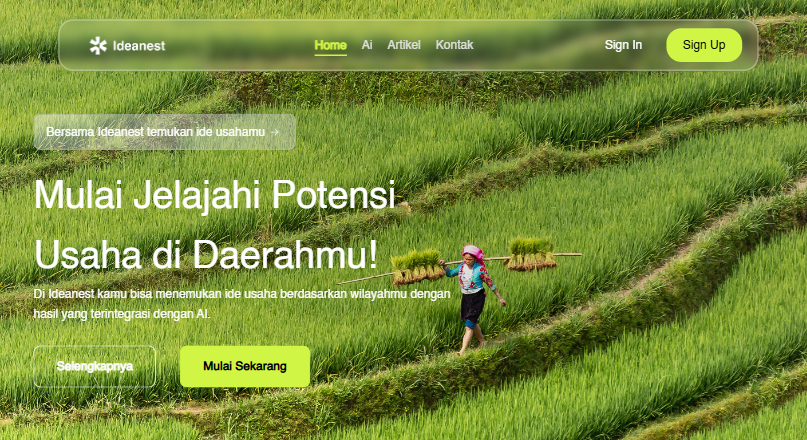 Ideanest
Home Ai Artikel Kontak
Sign In
Sign Up
Bersama Ideanest temukan ide usahamu →
Mulai Jelajahi Potensi
Usaha di Daerahmu!
Di Ideanest kamu bisa menemukan ide usaha berdasarkan wilayahmu dengan
hasil yang terintegrasi dengan AI.
Selengkapnya
Mulai Sekarang